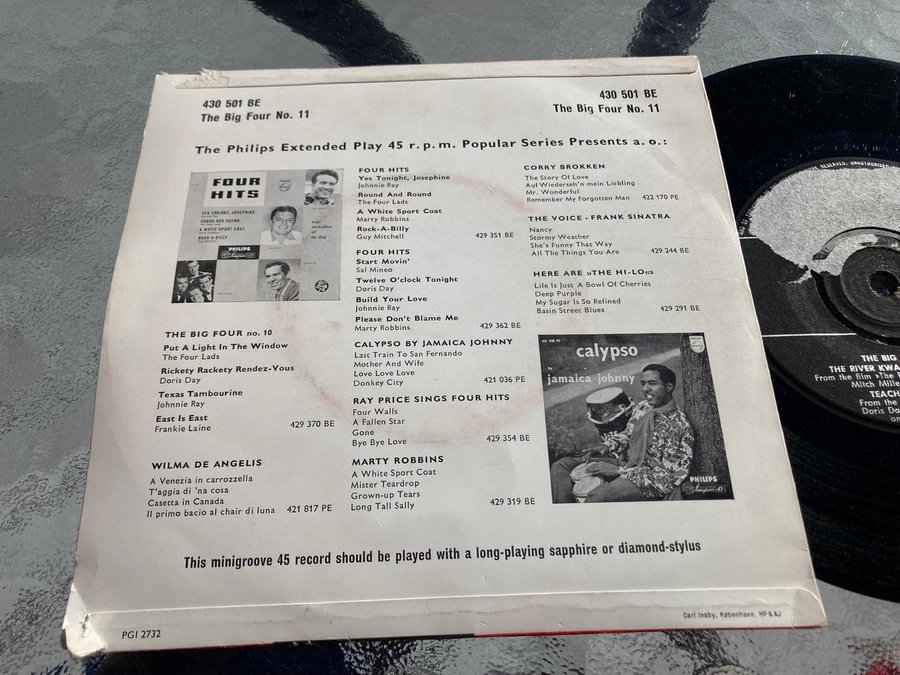 430 501 BE
The Big Four No. 11
430 501 BE
The Big Four No. 11
The Philips Extended Play 45 r.p.m. Popular Series Presents a.o.:
FOUR
HITS
YES TONIGHT, JOSEPHINE
ROUND AND ROUND
A WHITE SPORT COAT
ROCK-A-BILLY
PHILIPS
THE BIG FOUR no. 10
Put A Light In The Window
The Four Lads
Rickety Rackety Rendez-Vous
Doris Day
Texas Tambourine
Johnnie Ray
East Is East
Frankie Laine
429 370 BE
WILMA DE ANGELIS
A Venezia in carrozzella
T'aggia di 'na cosa
Casetta in Canada
Il primo bacio al chair di luna 421 817 PE
FOUR HITS
Yes Tonight, Josephine
Johnnie Ray
Round And Round
The Four Lads
A White Sport Coat
Marty Robbins
Rock-A-Billy
Guy Mitchell 429 351 BE
FOUR HITS
Start Movin'
Sal Mineo
Twelve O'clock Tonight
Doris Day
Build Your Love
Johnnie Ray
Please Don't Blame Me
Marty Robbins 429 362 BE
CALYPSO BY JAMAICA JOHNNY
Last Train To San Fernando
Mother And Wife
Love Love Love
Donkey City 421 036 PE
RAY PRICE SINGS FOUR HITS
Four Walls
A Fallen Star
Gone
Bye Bye Love 429 354 BE
MARTY ROBBINS
A White Sport Coat
Mister Teardrop
Grown-up Tears
Long Tall Sally 429 319 BE
CORRY BROKKEN
The Story Of Love
Auf Wiederseh'n mein Liebling
Mr. Wonderful
Remember My Forgotten Man 422 170 PE
THE VOICE - FRANK SINATRA
Nancy
Stormy Weather
She's Funny That Way
All The Things You Are 429 244 BE
HERE ARE »THE HI-LO«s
Life Is Just A Bowl Of Cherries
Deep Purple
My Sugar Is So Refined
Basin Street Blues 429 291 BE
calypso
by
jamaica johnny
PHILIPS
This minigroove 45 record should be played with a long-playing sapphire or diamond-stylus
PGI 2732
Carl Insby, København. HP & AJ
RESERVED, UNAUTHORISED
THE BIG
THE RIVER KWA
From the film »The
Mitch Mille
TEACH
From the
Doris Da
an